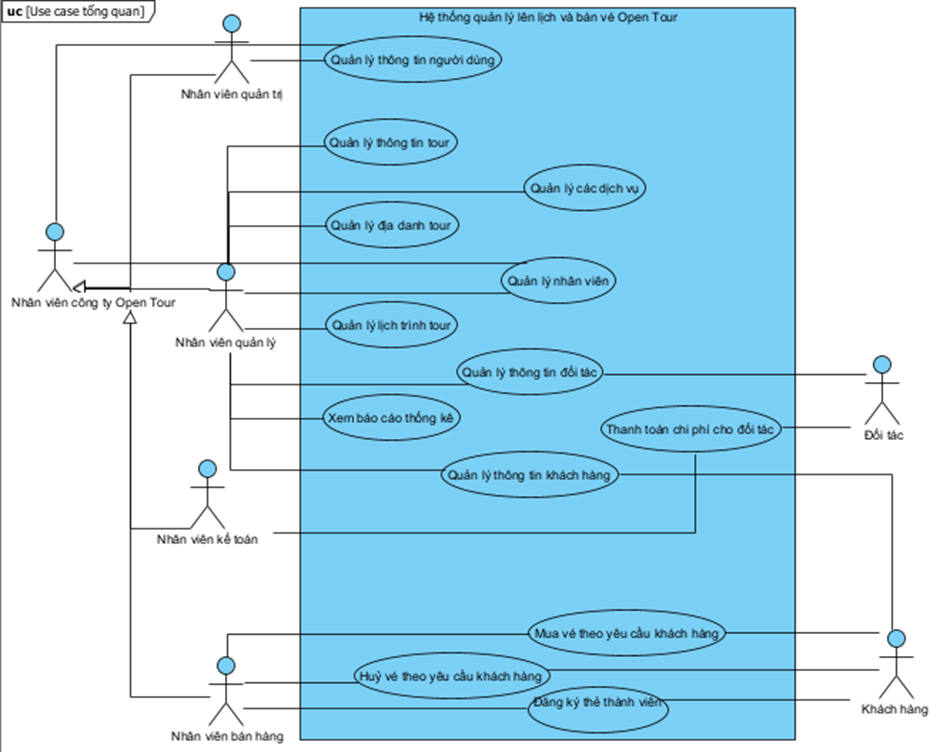 uc [Use case tổng quan]
Hệ thống quản lý lên lịch và bán vé Open Tour
Quản lý thông tin người dùng
Nhân viên quản trị
Quản lý thông tin tour
Quản lý các dịch vụ
Quản lý địa danh tour
Quản lý nhân viên
Nhân viên công ty Open Tour
Quản lý lịch trình tour
Nhân viên quản lý
Quản lý thông tin đối tác
Xem báo cáo thống kê
Thanh toán chi phí cho đối tác
Đối tác
Quản lý thông tin khách hàng
Nhân viên kế toán
Mua vé theo yêu cầu khách hàng
Huỷ vé theo yêu cầu khách hàng
Đăng ký thẻ thành viên
Khách hàng
Nhân viên bán hàng